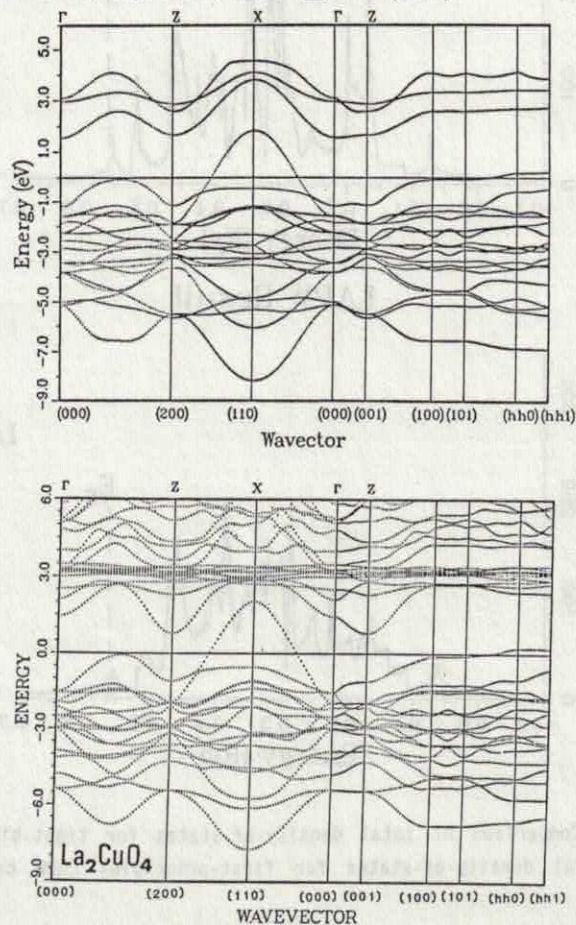 Γ Z X Γ Z
5.0
3.0
1.0
-1.0
-3.0
-5.0
-7.0
-9.0
Energy (eV)
(000) (200) (110) (000) (001) (100) (101) (hh0) (hh1)
Wavevector
Γ Z X Γ Z
6.0
3.0
0.0
-3.0
-6.0
-9.0
ENERGY
La2CuO4
(000) (200) (110) (000) (001) (100) (101) (hh0) (hh1)
WAVEVECTOR